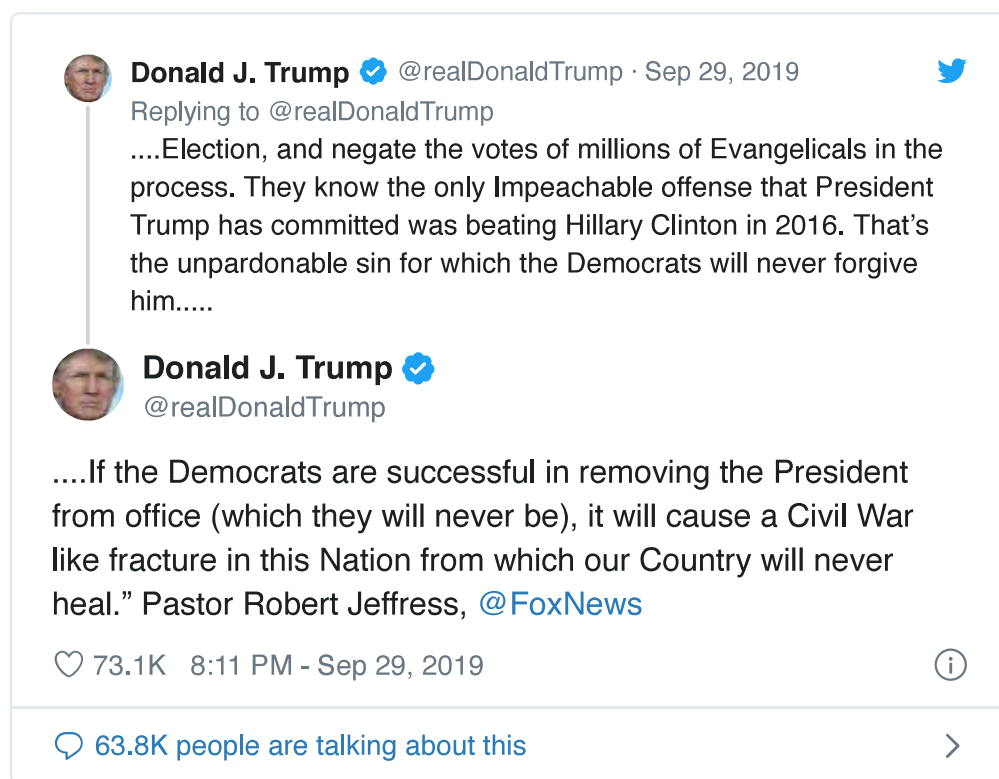 Donald J. Trump @realDonaldTrump · Sep 29, 2019
Replying to @realDonaldTrump
....Election, and negate the votes of millions of Evangelicals in the
process. They know the only Impeachable offense that President
Trump has committed was beating Hillary Clinton in 2016. That’s
the unpardonable sin for which the Democrats will never forgive
him.....
Donald J. Trump
@realDonaldTrump
....If the Democrats are successful in removing the President
from office (which they will never be), it will cause a Civil War
like fracture in this Nation from which our Country will never
heal.” Pastor Robert Jeffress, @FoxNews
73.1K 8:11 PM - Sep 29, 2019
63.8K people are talking about this